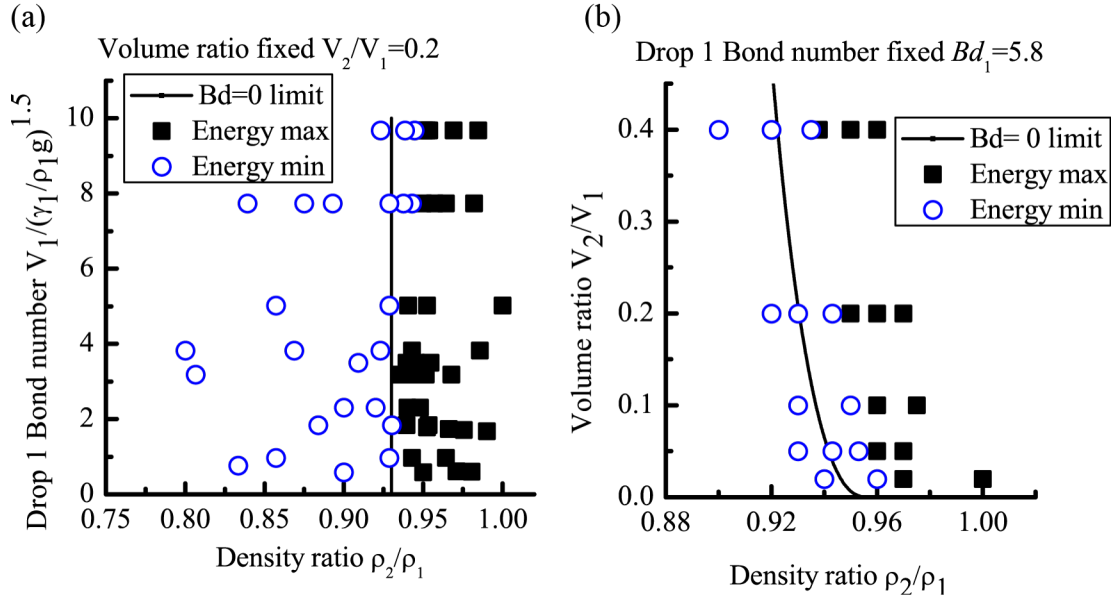 (a)
Volume ratio fixed V₂/V₁=0.2
Bd=0 limit
Energy max
Energy min
Drop 1 Bond number V₁/(γ₁/ρ₁g)^1.5
10
8
6
4
2
0
0.75 0.80 0.85 0.90 0.95 1.00
Density ratio ρ₂/ρ₁
(b)
Drop 1 Bond number fixed Bd₁=5.8
Bd= 0 limit
Energy max
Energy min
Volume ratio V₂/V₁
0.4
0.3
0.2
0.1
0.0
0.88 0.92 0.96 1.00
Density ratio ρ₂/ρ₁